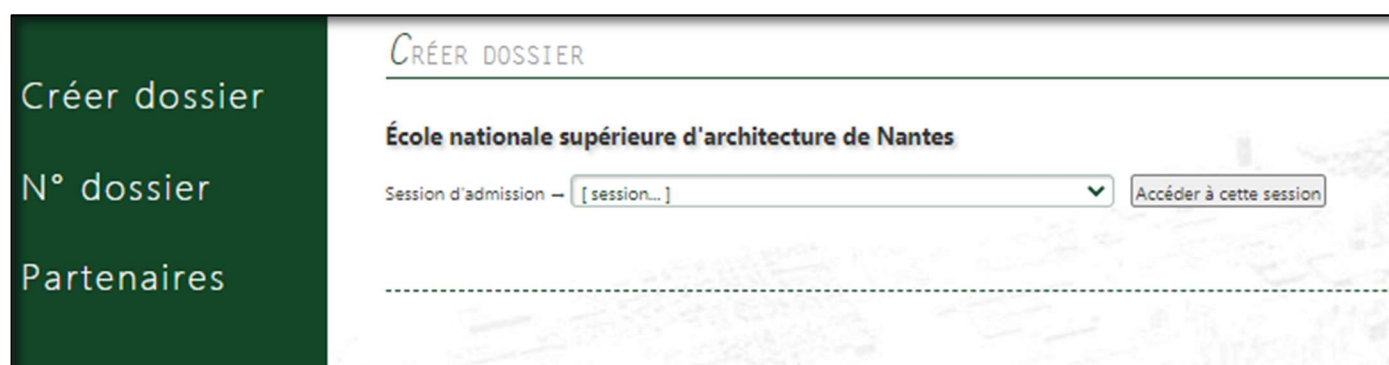 Créer dossier
N° dossier
Partenaires
CRÉER DOSSIER
École nationale supérieure d'architecture de Nantes
Session d'admission – [ session... ] Accéder à cette session